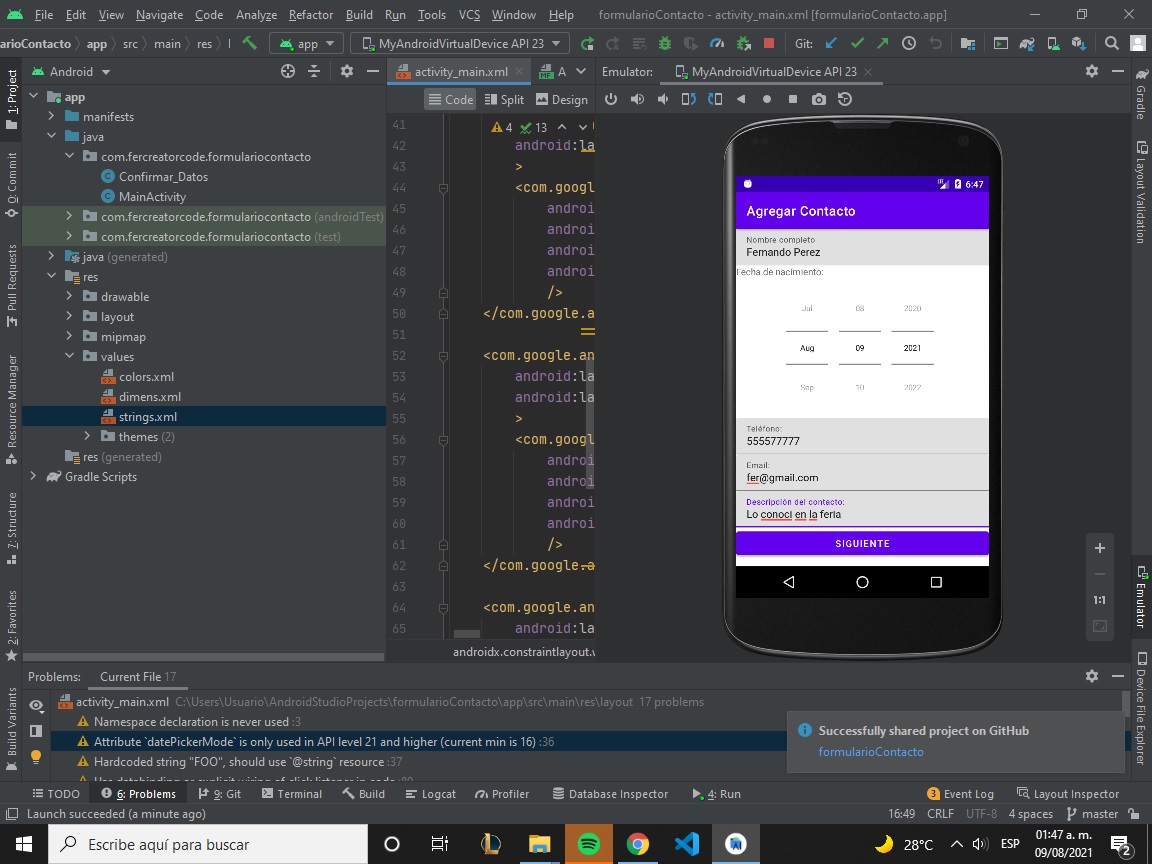 File Edit View Navigate Code Analyze Refactor Build Run Tools VCS Window Help formularioContacto - activity_main.xml [formularioContacto.app]
arioContacto app src main res l app MyAndroidVirtualDevice API 23 Git:
1: Project
Commit
Pull Requests
Resource Manager
7: Structure
2: Favorites
Build Variants
Android
app
manifests
java
com.fercreatorcode.formulariocontacto
Confirmar_Datos
MainActivity
com.fercreatorcode.formulariocontacto (androidTest)
com.fercreatorcode.formulariocontacto (test)
java (generated)
res
drawable
layout
mipmap
values
colors.xml
dimens.xml
strings.xml
themes (2)
res (generated)
Gradle Scripts
activity_main.xml A
Code Split Design
4 13
41
42 android:la
43 >
44 <com.googl
45 androi
46 androi
47 androi
48 androi
49 />
50 </com.google.a
51
52 <com.google.an
53 android:la
54 android:la
55 >
56 <com.googl
57 androi
58 androi
59 androi
60 androi
61 />
62 </com.google.a
63
64 <com.google.an
65 android:la
androidx.constraintlayout.v
Emulator: MyAndroidVirtualDevice API 23
6:47
Agregar Contacto
Nombre completo
Fernando Perez
Fecha de nacimiento:
Jul 08 2020
Aug 09 2021
Sep 10 2022
Teléfono:
555577777
Email:
fer@gmail.com
Descripción del contacto:
Lo conoci en la feria
SIGUIENTE
1:1
Gradle
Layout Validation
Emulator
Device File Explorer
Problems: Current File 17
activity_main.xml C:\Users\Usuario\AndroidStudioProjects\formularioContacto\app\src\main\res\layout 17 problems
Namespace declaration is never used :3
Attribute `datePickerMode` is only used in API level 21 and higher (current min is 16) :36
Hardcoded string "FOO", should use `@string` resource :37
Successfully shared project on GitHub
formularioContacto
TODO 6: Problems 9: Git Terminal Build Logcat Profiler Database Inspector 4: Run 3 Event Log Layout Inspector
Launch succeeded (a minute ago) 16:49 CRLF UTF-8 4 spaces master
Escribe aquí para buscar 28°C ESP 01:47 a. m.
09/08/2021
2